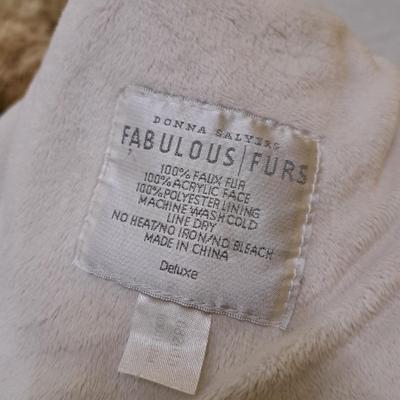 DONNA SALYERS
FABULOUS | FURS
100% FAUX FUR
100% ACRYLIC FACE
100% POLYESTER LINING
MACHINE WASH COLD
LINE DRY
NO HEAT/NO IRON/NO BLEACH
MADE IN CHINA
Deluxe